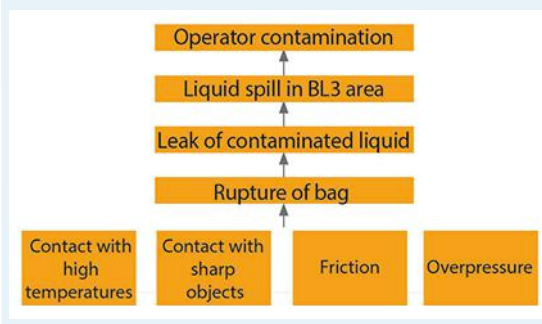 Operator contamination
Liquid spill in BL3 area
Leak of contaminated liquid
Rupture of bag
Contact with
high
temperatures
Contact with
sharp
objects
Friction
Overpressure